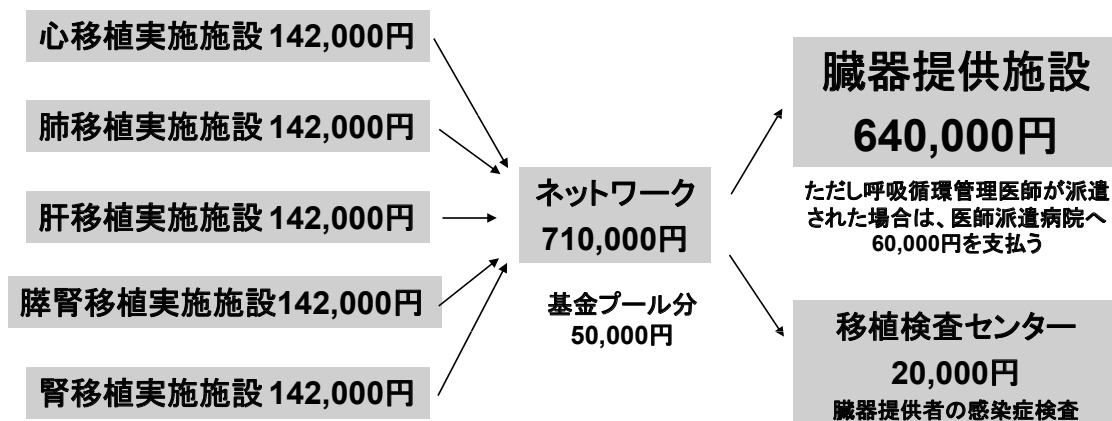 心移植実施施設 142,000円
肺移植実施施設 142,000円
肝移植実施施設 142,000円
膵腎移植実施施設142,000円
腎移植実施施設 142,000円
ネットワーク
710,000円
基金プール分
50,000円
臓器提供施設
640,000円
ただし呼吸循環管理医師が派遣
された場合は、医師派遣病院へ
60,000円を支払う
移植検査センター
20,000円
臓器提供者の感染症検査